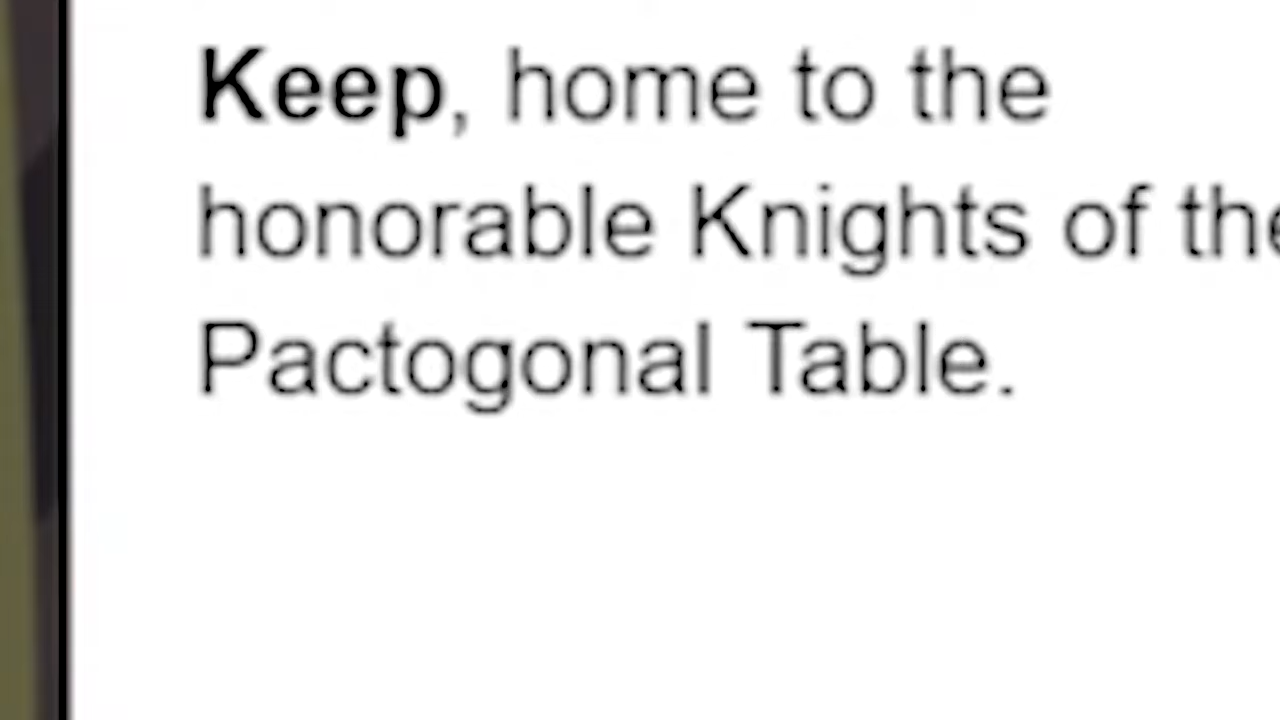 Keep, home to the
honorable Knights of the
Pactogonal Table.